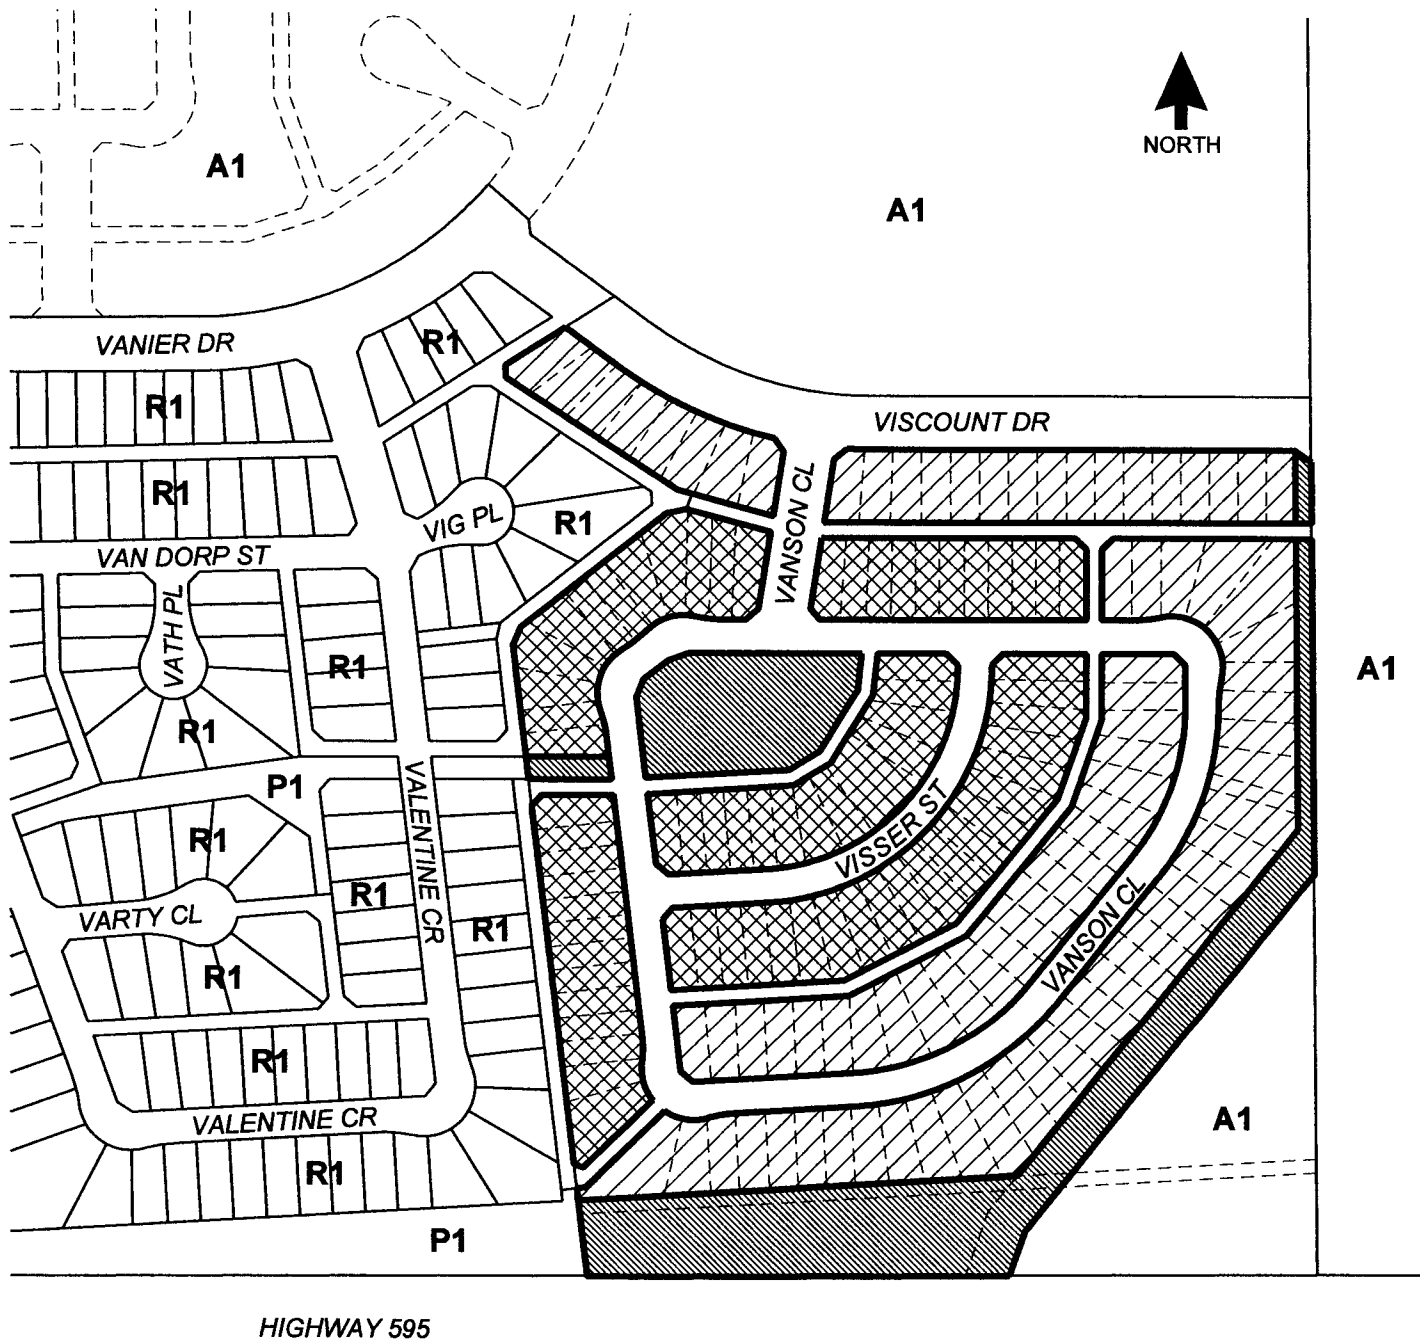 A1
NORTH
A1
VANIER DR
R1
R1
VISCOUNT DR
R1
VANSON CL
R1
VIG PL
R1
VAN DORP ST
VANSON CL
VATH PL
R1
A1
R1
P1
VALENTINE CR
R1
VISSER ST
R1
VARTY CL
R1
R1
VANSON CL
R1
VALENTINE CR
A1
R1
P1
HIGHWAY 595